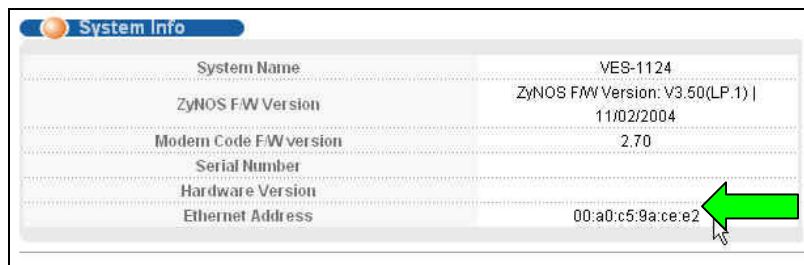 System Info
System Name VES-1124
ZyNOS F/W Version ZyNOS F/W Version: V3.50(LP.1) |
11/02/2004
Modem Code F/W version 2.70
Serial Number
Hardware Version
Ethernet Address 00:a0:c5:9a:ce:e2